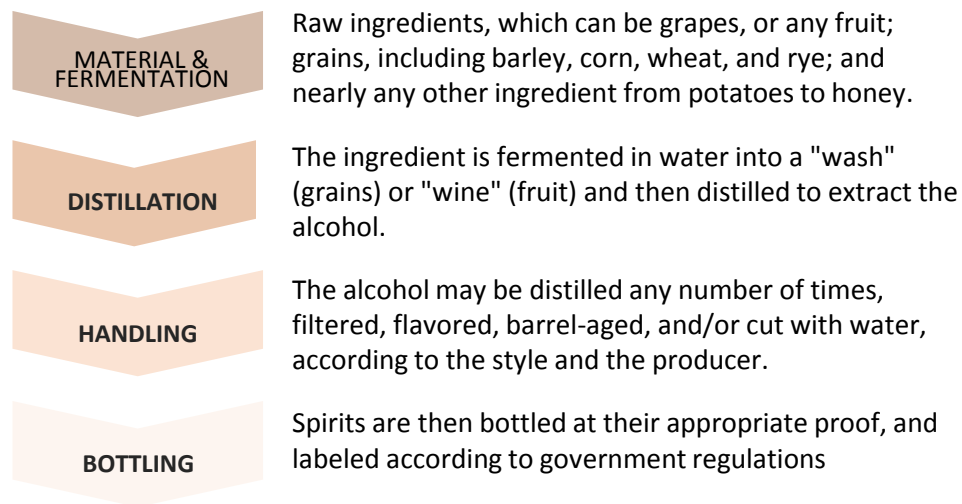 MATERIAL &
FERMENTATION
Raw ingredients, which can be grapes, or any fruit;
grains, including barley, corn, wheat, and rye; and
nearly any other ingredient from potatoes to honey.
DISTILLATION
The ingredient is fermented in water into a "wash"
(grains) or "wine" (fruit) and then distilled to extract the
alcohol.
HANDLING
The alcohol may be distilled any number of times,
filtered, flavored, barrel-aged, and/or cut with water,
according to the style and the producer.
BOTTLING
Spirits are then bottled at their appropriate proof, and
labeled according to government regulations